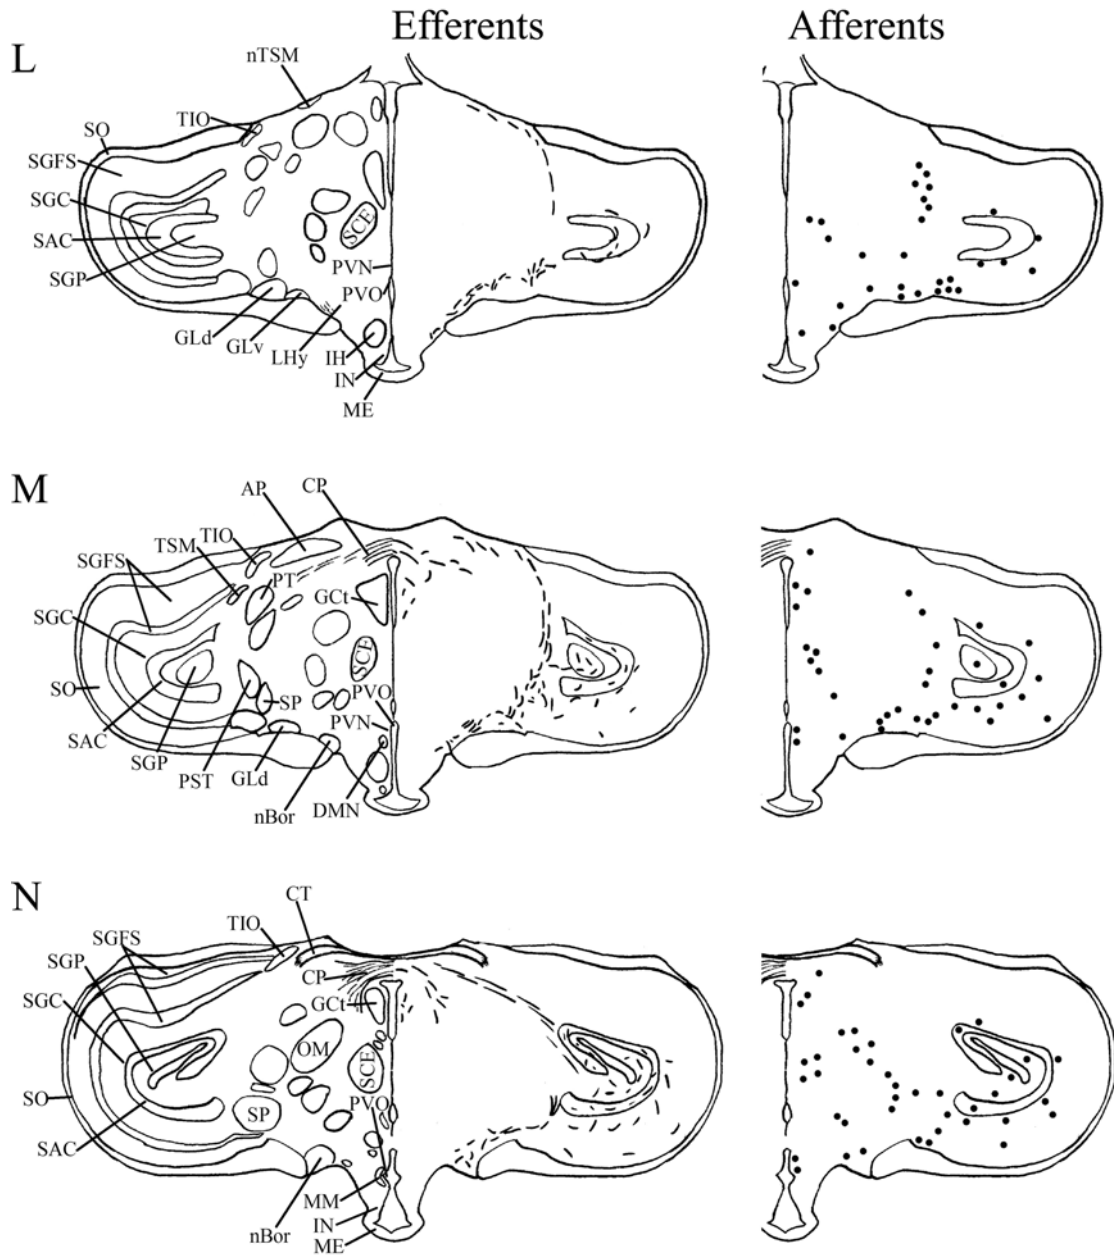 Efferents
Afferents
L
nTSM
TIO
SO
SGFS
SGC
SAC
SGP
SCE
PVN
PVO
GLd
GLv
LHy
IH
IN
ME
M
AP
CP
TIO
TSM
SGFS
PT
GCt
SGC
SCE
SO
PVO
SP
PVN
SAC
SGP
PST
GLd
nBor
DMN
N
CT
TIO
SGFS
SGP
CP
SGC
GCt
OM
SCE
SO
PVO
SP
SAC
MM
IN
nBor
ME